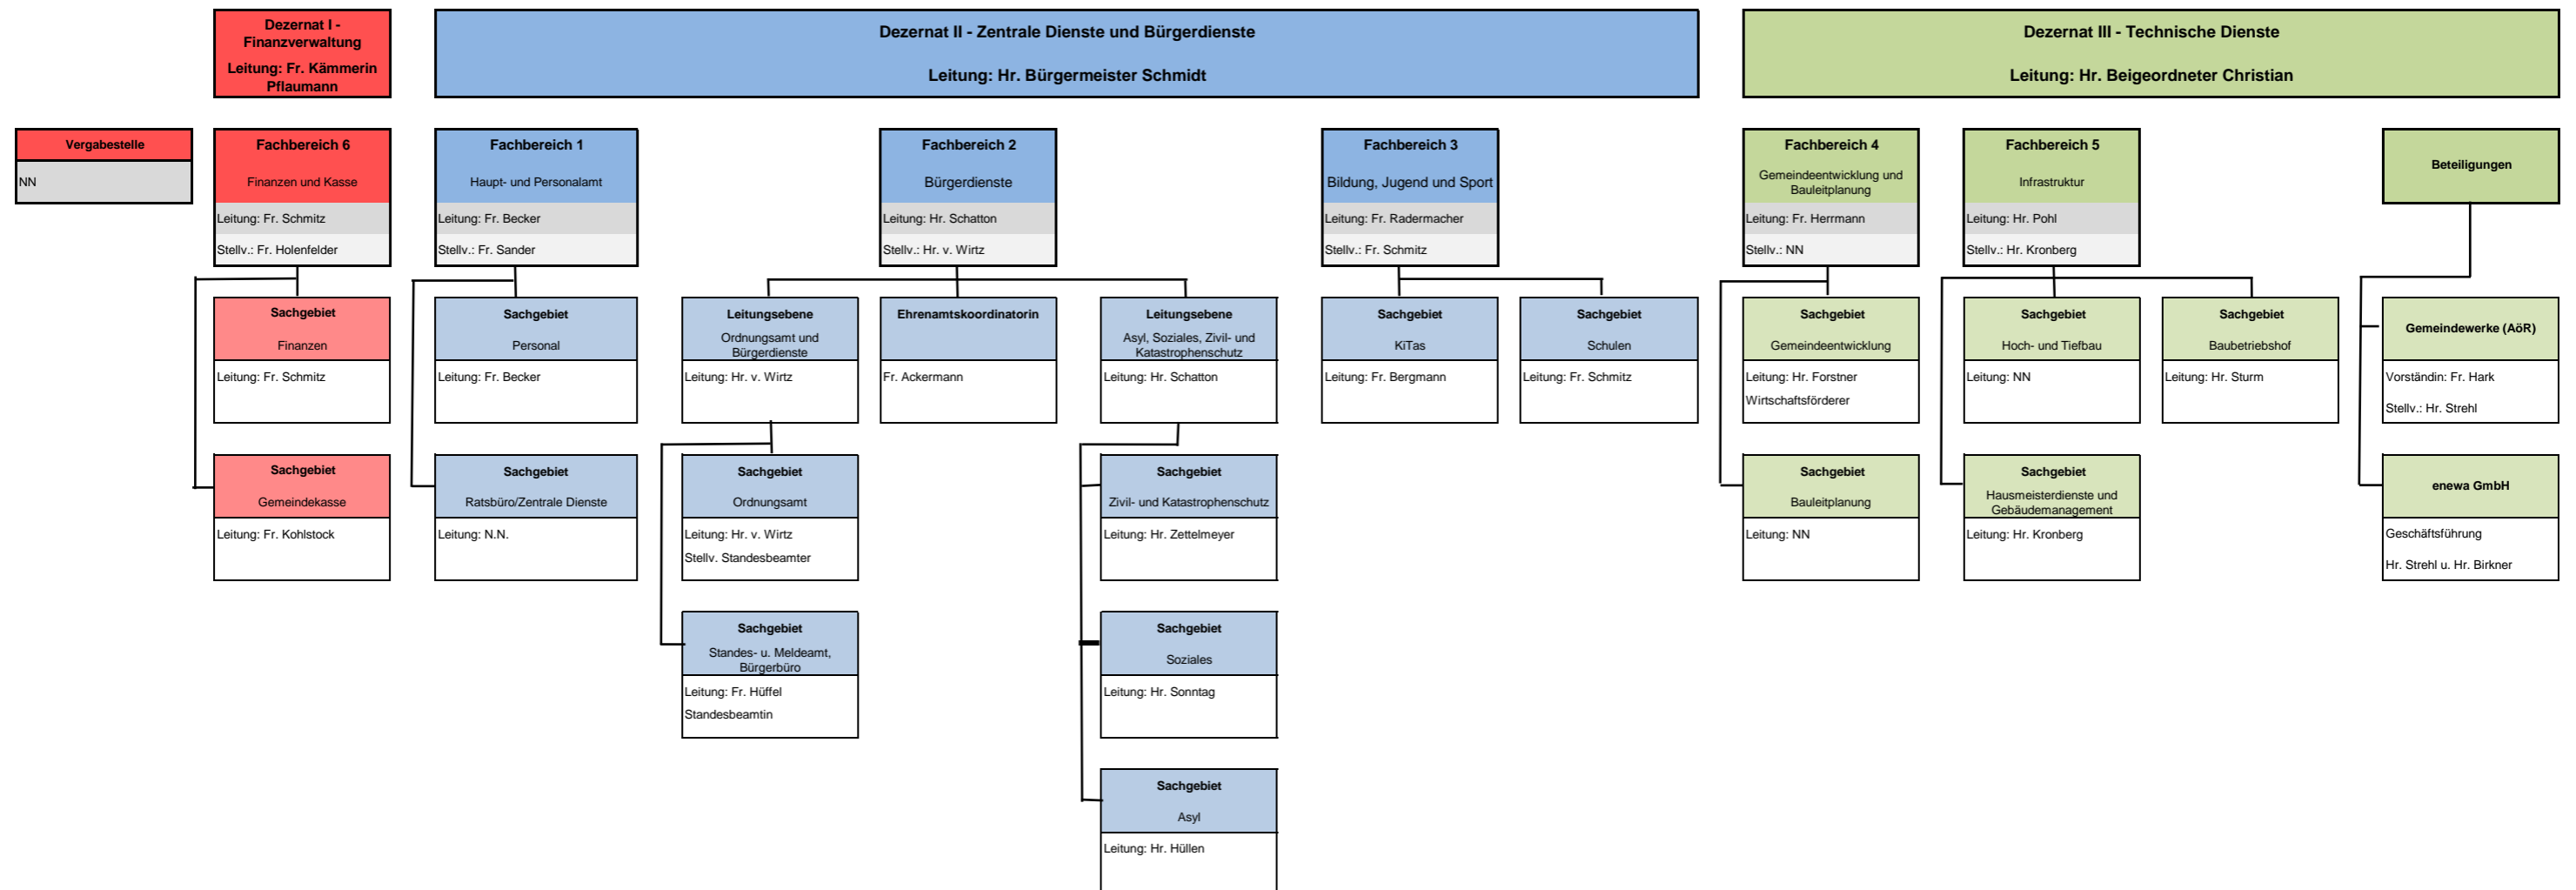 Dezernat I -
Finanzverwaltung
Leitung: Fr. Kämmerin
Pflaumann
Dezernat II - Zentrale Dienste und Bürgerdienste
Leitung: Hr. Bürgermeister Schmidt
Dezernat III - Technische Dienste
Leitung: Hr. Beigeordneter Christian
Vergabestelle
NN
Fachbereich 6
Finanzen und Kasse
Leitung: Fr. Schmitz
Stellv.: Fr. Holenfelder
Fachbereich 1
Haupt- und Personalamt
Leitung: Fr. Becker
Stellv.: Fr. Sander
Fachbereich 2
Bürgerdienste
Leitung: Hr. Schatton
Stellv.: Hr. v. Wirtz
Fachbereich 3
Bildung, Jugend und Sport
Leitung: Fr. Radermacher
Stellv.: Fr. Schmitz
Fachbereich 4
Gemeindeentwicklung und
Bauleitplanung
Leitung: Fr. Herrmann
Stellv.: NN
Fachbereich 5
Infrastruktur
Leitung: Hr. Pohl
Stellv.: Hr. Kronberg
Beteiligungen
Sachgebiet
Finanzen
Leitung: Fr. Schmitz
Sachgebiet
Personal
Leitung: Fr. Becker
Leitungsebene
Ordnungsamt und
Bürgerdienste
Leitung: Hr. v. Wirtz
Ehrenamtskoordinatorin
Fr. Ackermann
Leitungsebene
Asyl, Soziales, Zivil- und
Katastrophenschutz
Leitung: Hr. Schatton
Sachgebiet
KiTas
Leitung: Fr. Bergmann
Sachgebiet
Schulen
Leitung: Fr. Schmitz
Sachgebiet
Gemeindeentwicklung
Leitung: Hr. Forstner
Wirtschaftsförderer
Sachgebiet
Hoch- und Tiefbau
Leitung: NN
Sachgebiet
Baubetriebshof
Leitung: Hr. Sturm
Gemeindewerke (AöR)
Vorständin: Fr. Hark
Stellv.: Hr. Strehl
Sachgebiet
Gemeindekasse
Leitung: Fr. Kohlstock
Sachgebiet
Ratsbüro/Zentrale Dienste
Leitung: N.N.
Sachgebiet
Ordnungsamt
Leitung: Hr. v. Wirtz
Stellv. Standesbeamter
Sachgebiet
Zivil- und Katastrophenschutz
Leitung: Hr. Zettelmeyer
Sachgebiet
Bauleitplanung
Leitung: NN
Sachgebiet
Hausmeisterdienste und
Gebäudemanagement
Leitung: Hr. Kronberg
enewa GmbH
Geschäftsführung
Hr. Strehl u. Hr. Birkner
Sachgebiet
Standes- u. Meldeamt,
Bürgerbüro
Leitung: Fr. Hüffel
Standesbeamtin
Sachgebiet
Soziales
Leitung: Hr. Sonntag
Sachgebiet
Asyl
Leitung: Hr. Hüllen